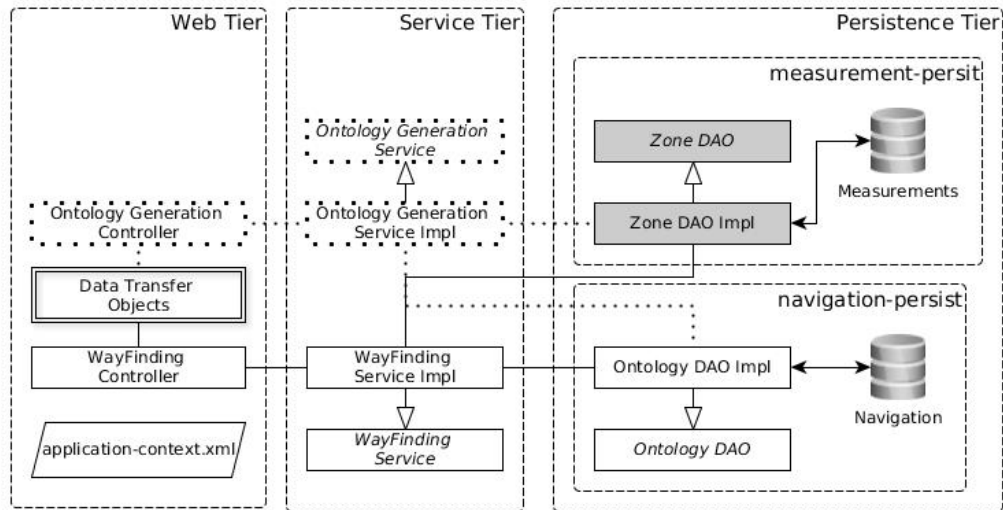 Web Tier
Service Tier
Persistence Tier
measurement-persit
Ontology Generation
Service
Zone DAO
Measurements
Ontology Generation
Controller
Ontology Generation
Service Impl
Zone DAO Impl
Data Transfer
Objects
navigation-persist
WayFinding
Controller
WayFinding
Service Impl
Ontology DAO Impl
Navigation
application-context.xml
WayFinding
Service
Ontology DAO